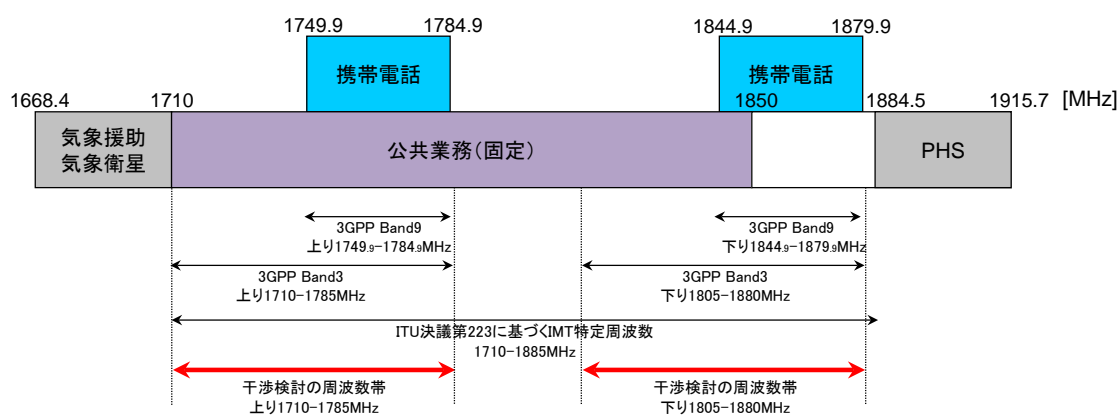 1749.9 1784.9 1844.9 1879.9
携帯電話 携帯電話
1668.4 1710 1850 1884.5 1915.7 [MHz]
気象援助
気象衛星
公共業務(固定)
PHS
3GPP Band9
上り1749.9-1784.9MHz
3GPP Band9
下り1844.9-1879.9MHz
3GPP Band3
上り1710-1785MHz
3GPP Band3
下り1805-1880MHz
ITU決議第223に基づくIMT特定周波数
1710-1885MHz
干渉検討の周波数帯
上り1710-1785MHz
干渉検討の周波数帯
下り1805-1880MHz